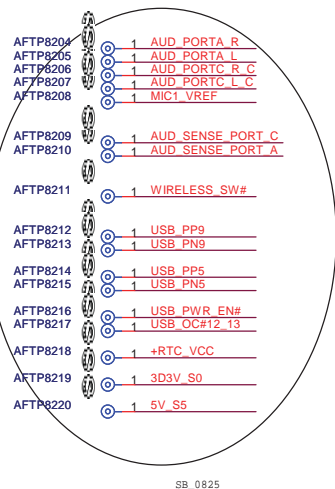 AFTP8204 1 AUD_PORTA_R
AFTP8205 1 AUD_PORTA_L
AFTP8206 1 AUD_PORTC_R_C
AFTP8207 1 AUD_PORTC_L_C
AFTP8208 1 MIC1_VREF
AFTP8209 1 AUD_SENSE_PORT_C
AFTP8210 1 AUD_SENSE_PORT_A
AFTP8211 1 WIRELESS_SW#
AFTP8212 1 USB_PP9
AFTP8213 1 USB_PN9
AFTP8214 1 USB_PP5
AFTP8215 1 USB_PN5
AFTP8216 1 USB_PWR_EN#
AFTP8217 1 USB_OC#12_13
AFTP8218 1 +RTC_VCC
AFTP8219 1 3D3V_S0
AFTP8220 1 5V_S5
SB_0825